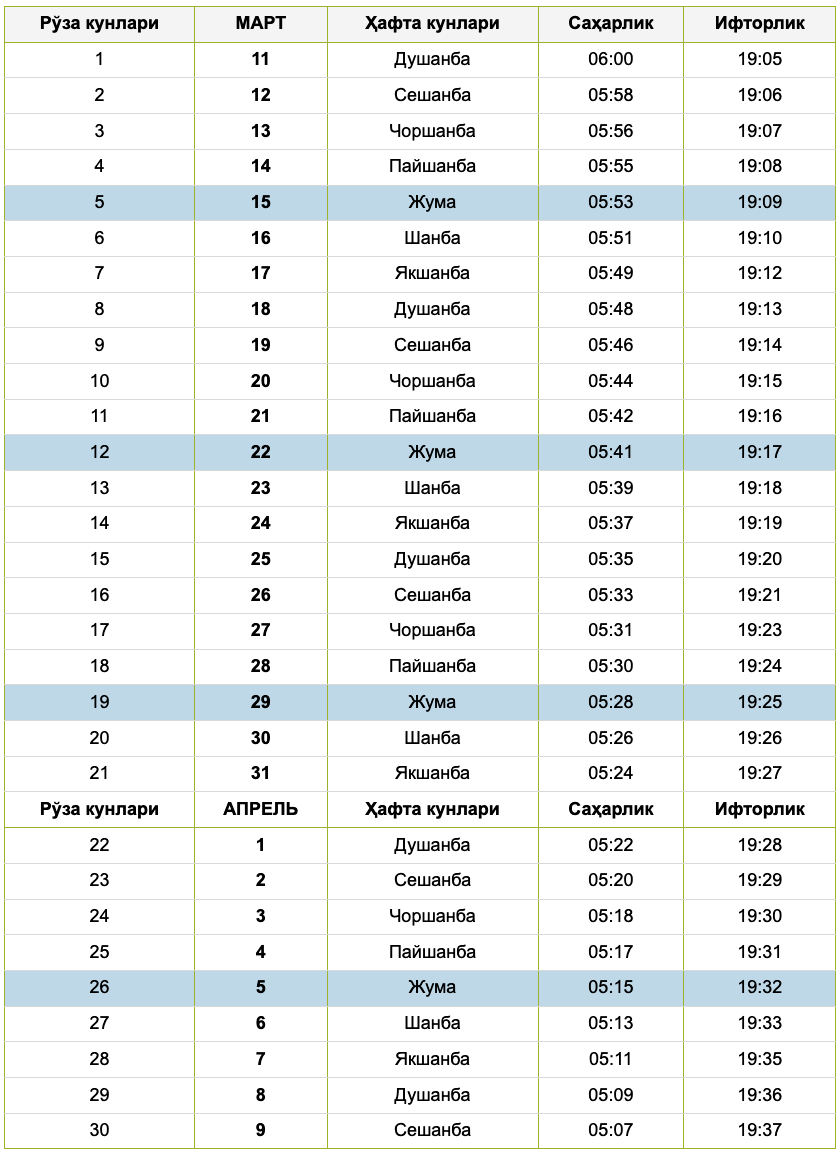 Рўза кунлари МАРТ Ҳафта кунлари Саҳарлик Ифторлик
1 11 Душанба 06:00 19:05
2 12 Сешанба 05:58 19:06
3 13 Чоршанба 05:56 19:07
4 14 Пайшанба 05:55 19:08
5 15 Жума 05:53 19:09
6 16 Шанба 05:51 19:10
7 17 Якшанба 05:49 19:12
8 18 Душанба 05:48 19:13
9 19 Сешанба 05:46 19:14
10 20 Чоршанба 05:44 19:15
11 21 Пайшанба 05:42 19:16
12 22 Жума 05:41 19:17
13 23 Шанба 05:39 19:18
14 24 Якшанба 05:37 19:19
15 25 Душанба 05:35 19:20
16 26 Сешанба 05:33 19:21
17 27 Чоршанба 05:31 19:23
18 28 Пайшанба 05:30 19:24
19 29 Жума 05:28 19:25
20 30 Шанба 05:26 19:26
21 31 Якшанба 05:24 19:27
Рўза кунлари АПРЕЛЬ Ҳафта кунлари Саҳарлик Ифторлик
22 1 Душанба 05:22 19:28
23 2 Сешанба 05:20 19:29
24 3 Чоршанба 05:18 19:30
25 4 Пайшанба 05:17 19:31
26 5 Жума 05:15 19:32
27 6 Шанба 05:13 19:33
28 7 Якшанба 05:11 19:35
29 8 Душанба 05:09 19:36
30 9 Сешанба 05:07 19:37